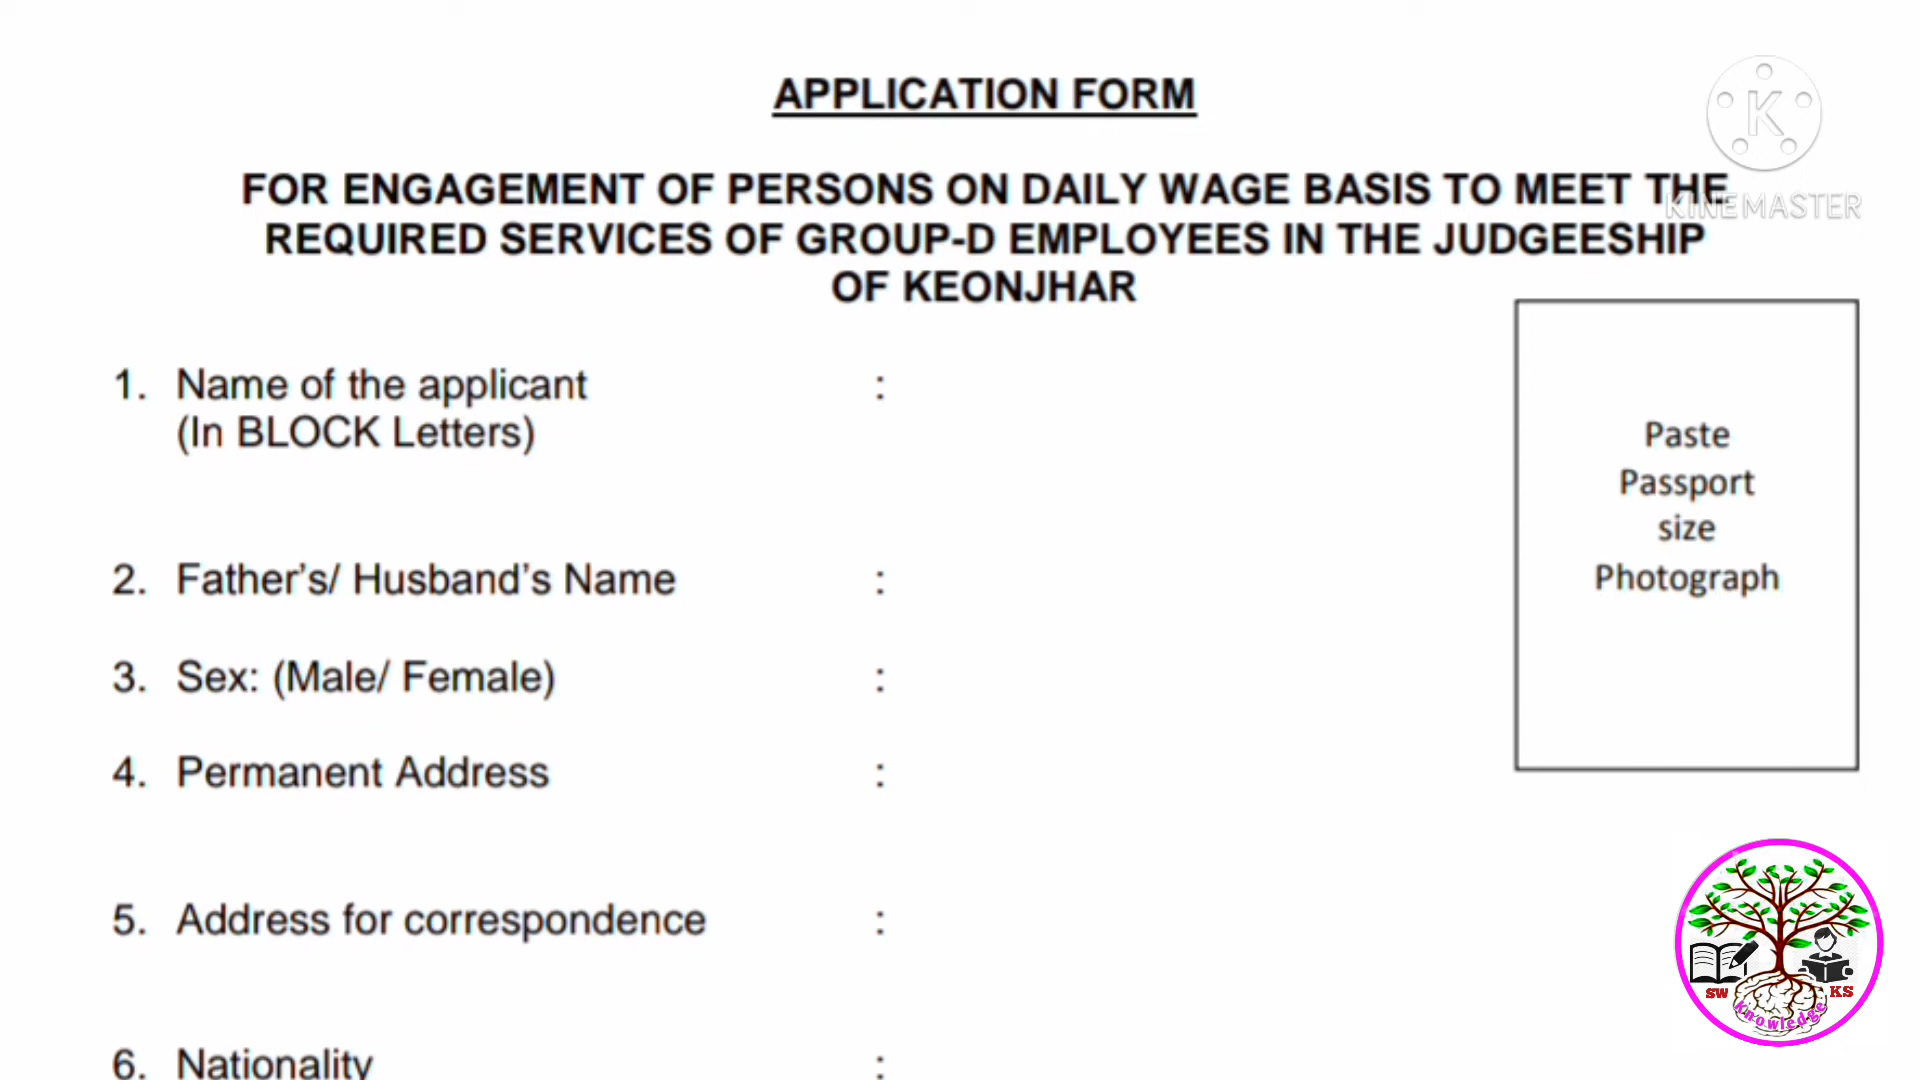 APPLICATION FORM
FOR ENGAGEMENT OF PERSONS ON DAILY WAGE BASIS TO MEET THE
REQUIRED SERVICES OF GROUP-D EMPLOYEES IN THE JUDGEESHIP
OF KEONJHAR
K
KINEMASTER
1. Name of the applicant :
(In BLOCK Letters)
Paste
Passport
size
Photograph
2. Father’s/ Husband’s Name :
3. Sex: (Male/ Female) :
4. Permanent Address :
5. Address for correspondence :
6. Nationality :
SW
KS
Knowledge